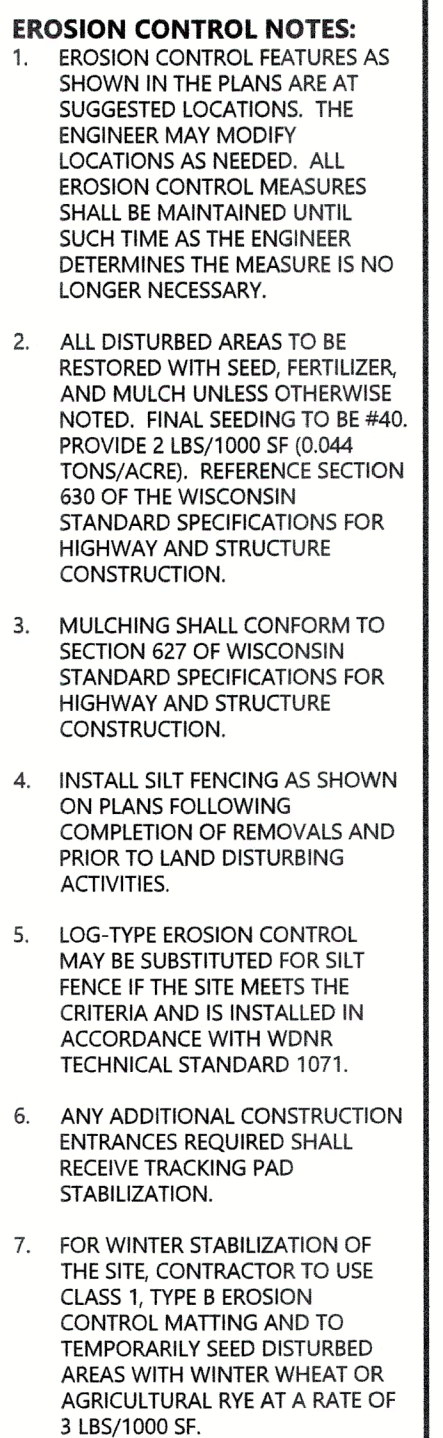 EROSION CONTROL NOTES:
1. EROSION CONTROL FEATURES AS
SHOWN IN THE PLANS ARE AT
SUGGESTED LOCATIONS. THE
ENGINEER MAY MODIFY
LOCATIONS AS NEEDED. ALL
EROSION CONTROL MEASURES
SHALL BE MAINTAINED UNTIL
SUCH TIME AS THE ENGINEER
DETERMINES THE MEASURE IS NO
LONGER NECESSARY.
2. ALL DISTURBED AREAS TO BE
RESTORED WITH SEED, FERTILIZER,
AND MULCH UNLESS OTHERWISE
NOTED. FINAL SEEDING TO BE #40.
PROVIDE 2 LBS/1000 SF (0.044
TONS/ACRE). REFERENCE SECTION
630 OF THE WISCONSIN
STANDARD SPECIFICATIONS FOR
HIGHWAY AND STRUCTURE
CONSTRUCTION.
3. MULCHING SHALL CONFORM TO
SECTION 627 OF WISCONSIN
STANDARD SPECIFICATIONS FOR
HIGHWAY AND STRUCTURE
CONSTRUCTION.
4. INSTALL SILT FENCING AS SHOWN
ON PLANS FOLLOWING
COMPLETION OF REMOVALS AND
PRIOR TO LAND DISTURBING
ACTIVITIES.
5. LOG-TYPE EROSION CONTROL
MAY BE SUBSTITUTED FOR SILT
FENCE IF THE SITE MEETS THE
CRITERIA AND IS INSTALLED IN
ACCORDANCE WITH WDNR
TECHNICAL STANDARD 1071.
6. ANY ADDITIONAL CONSTRUCTION
ENTRANCES REQUIRED SHALL
RECEIVE TRACKING PAD
STABILIZATION.
7. FOR WINTER STABILIZATION OF
THE SITE, CONTRACTOR TO USE
CLASS 1, TYPE B EROSION
CONTROL MATTING AND TO
TEMPORARILY SEED DISTURBED
AREAS WITH WINTER WHEAT OR
AGRICULTURAL RYE AT A RATE OF
3 LBS/1000 SF.